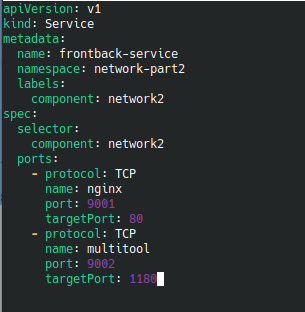 apiVersion: v1
kind: Service
metadata:
  name: frontback-service
  namespace: network-part2
  labels:
    component: network2
spec:
  selector:
    component: network2
  ports:
    - protocol: TCP
      name: nginx
      port: 9001
      targetPort: 80
    - protocol: TCP
      name: multitool
      port: 9002
      targetPort: 1180